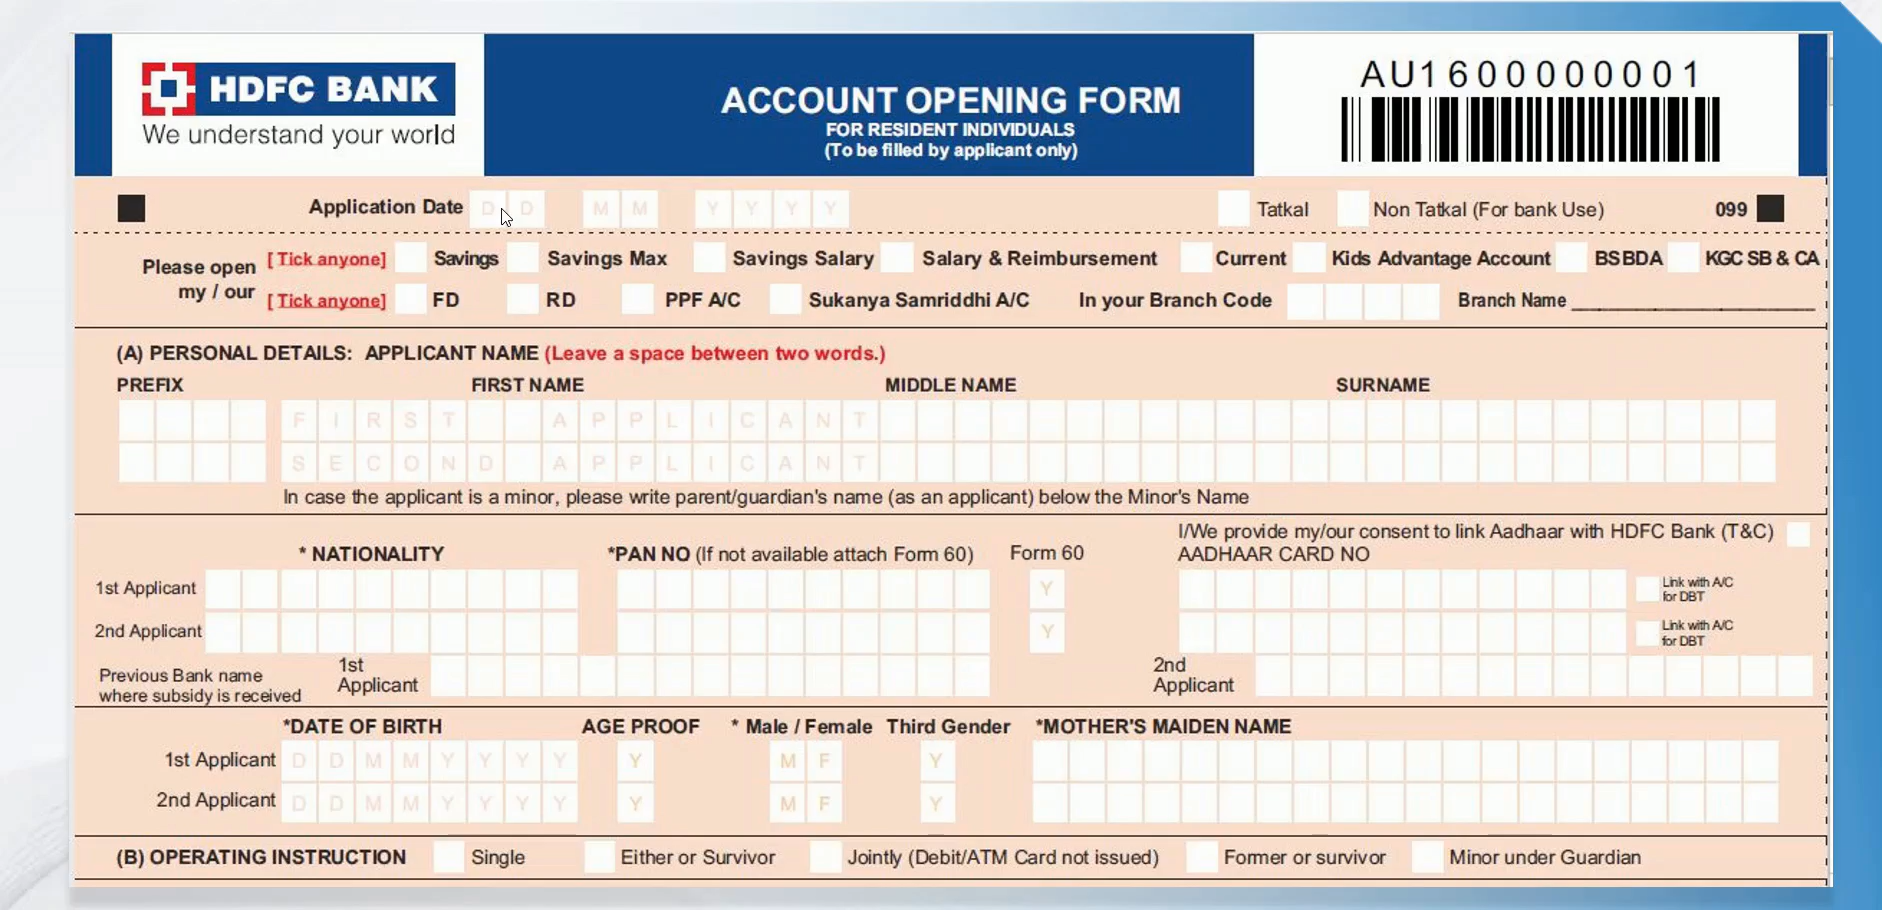 HDFC BANK
We understand your world
ACCOUNT OPENING FORM
FOR RESIDENT INDIVIDUALS
(To be filled by applicant only)
AU1600000001
Application Date D D M M Y Y Y Y Tatkal Non Tatkal (For bank Use) 099
Please open my / our
[ Tick anyone] Savings Savings Max Savings Salary Salary & Reimbursement Current Kids Advantage Account BSBDA KGC SB & CA
[ Tick anyone] FD RD PPF A/C Sukanya Samriddhi A/C In your Branch Code Branch Name
(A) PERSONAL DETAILS: APPLICANT NAME (Leave a space between two words.)
PREFIX FIRST NAME MIDDLE NAME SURNAME
F I R S T A P P L I C A N T
S E C O N D A P P L I C A N T
In case the applicant is a minor, please write parent/guardian's name (as an applicant) below the Minor's Name
I/We provide my/our consent to link Aadhaar with HDFC Bank (T&C)
* NATIONALITY *PAN NO (If not available attach Form 60) Form 60 AADHAAR CARD NO
1st Applicant Y Link with A/C for DBT
2nd Applicant Y Link with A/C for DBT
Previous Bank name where subsidy is received 1st Applicant 2nd Applicant
*DATE OF BIRTH AGE PROOF * Male / Female Third Gender *MOTHER'S MAIDEN NAME
1st Applicant D D M M Y Y Y Y Y M F Y
2nd Applicant D D M M Y Y Y Y Y M F Y
(B) OPERATING INSTRUCTION Single Either or Survivor Jointly (Debit/ATM Card not issued) Former or survivor Minor under Guardian